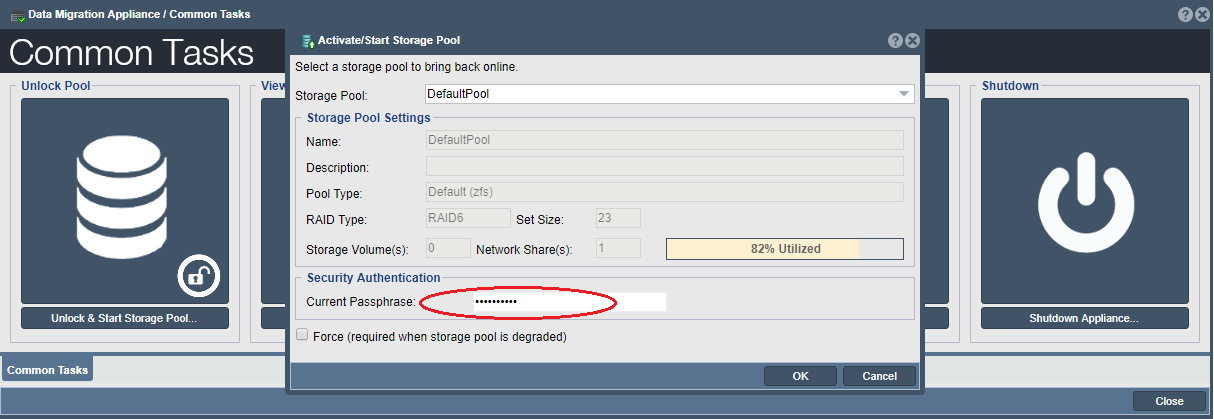 Data Migration Appliance / Common Tasks
Common Tasks
Unlock Pool
Unlock & Start Storage Pool...
View
Activate/Start Storage Pool
Select a storage pool to bring back online.
Storage Pool: DefaultPool
Storage Pool Settings
Name: DefaultPool
Description:
Pool Type: Default (zfs)
RAID Type: RAID6 Set Size: 23
Storage Volume(s): 0 Network Share(s): 1 82% Utilized
Security Authentication
Current Passphrase: ••••••••••
Force (required when storage pool is degraded)
OK Cancel
Shutdown
Shutdown Appliance...
Common Tasks
Close